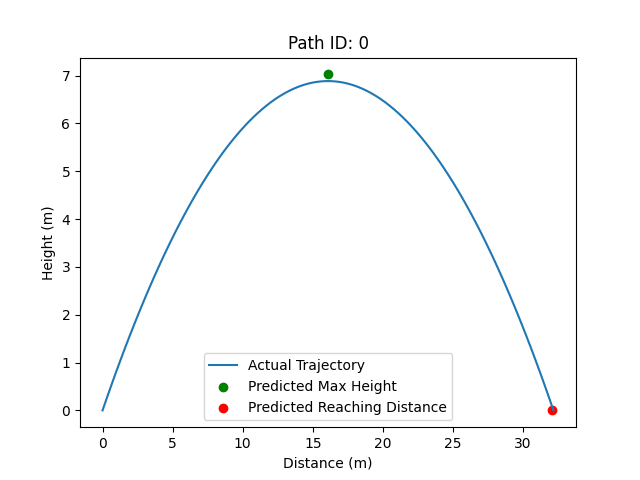 Path ID: 0
Height (m)
7
6
5
4
3
2
1
0
Actual Trajectory
Predicted Max Height
Predicted Reaching Distance
0 5 10 15 20 25 30
Distance (m)